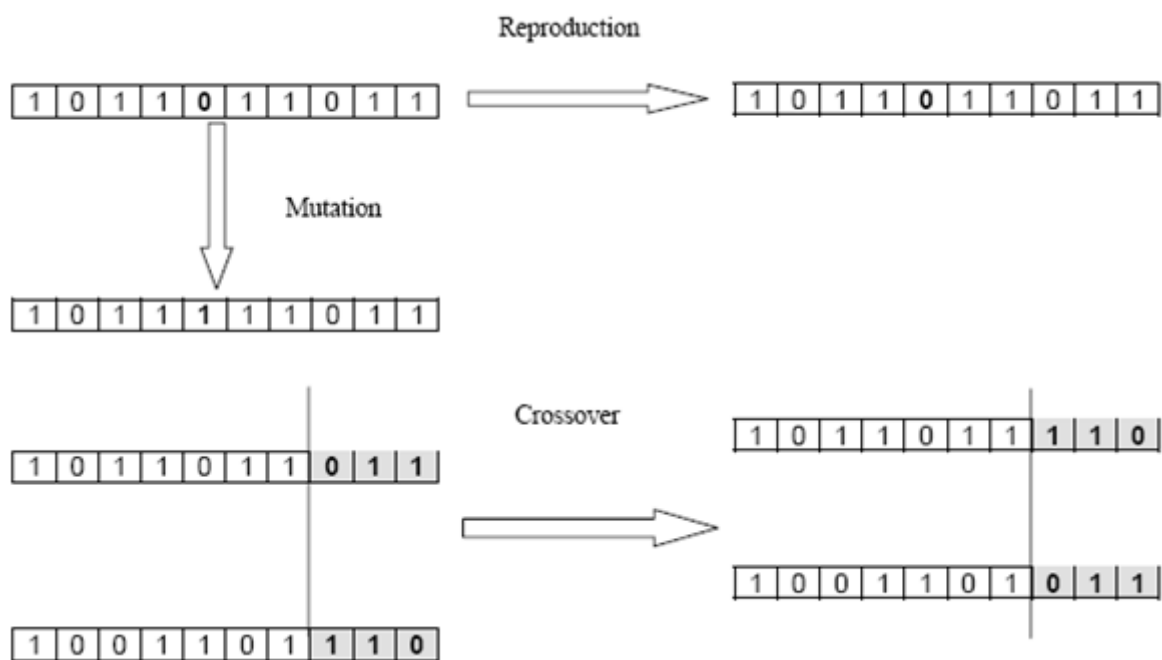 Reproduction
1 0 1 1 0 1 1 0 1 1
1 0 1 1 0 1 1 0 1 1
Mutation
1 0 1 1 1 1 1 0 1 1
Crossover
1 0 1 1 0 1 1 1 1 0
1 0 1 1 0 1 1 0 1 1
1 0 0 1 1 0 1 0 1 1
1 0 0 1 1 0 1 1 1 0